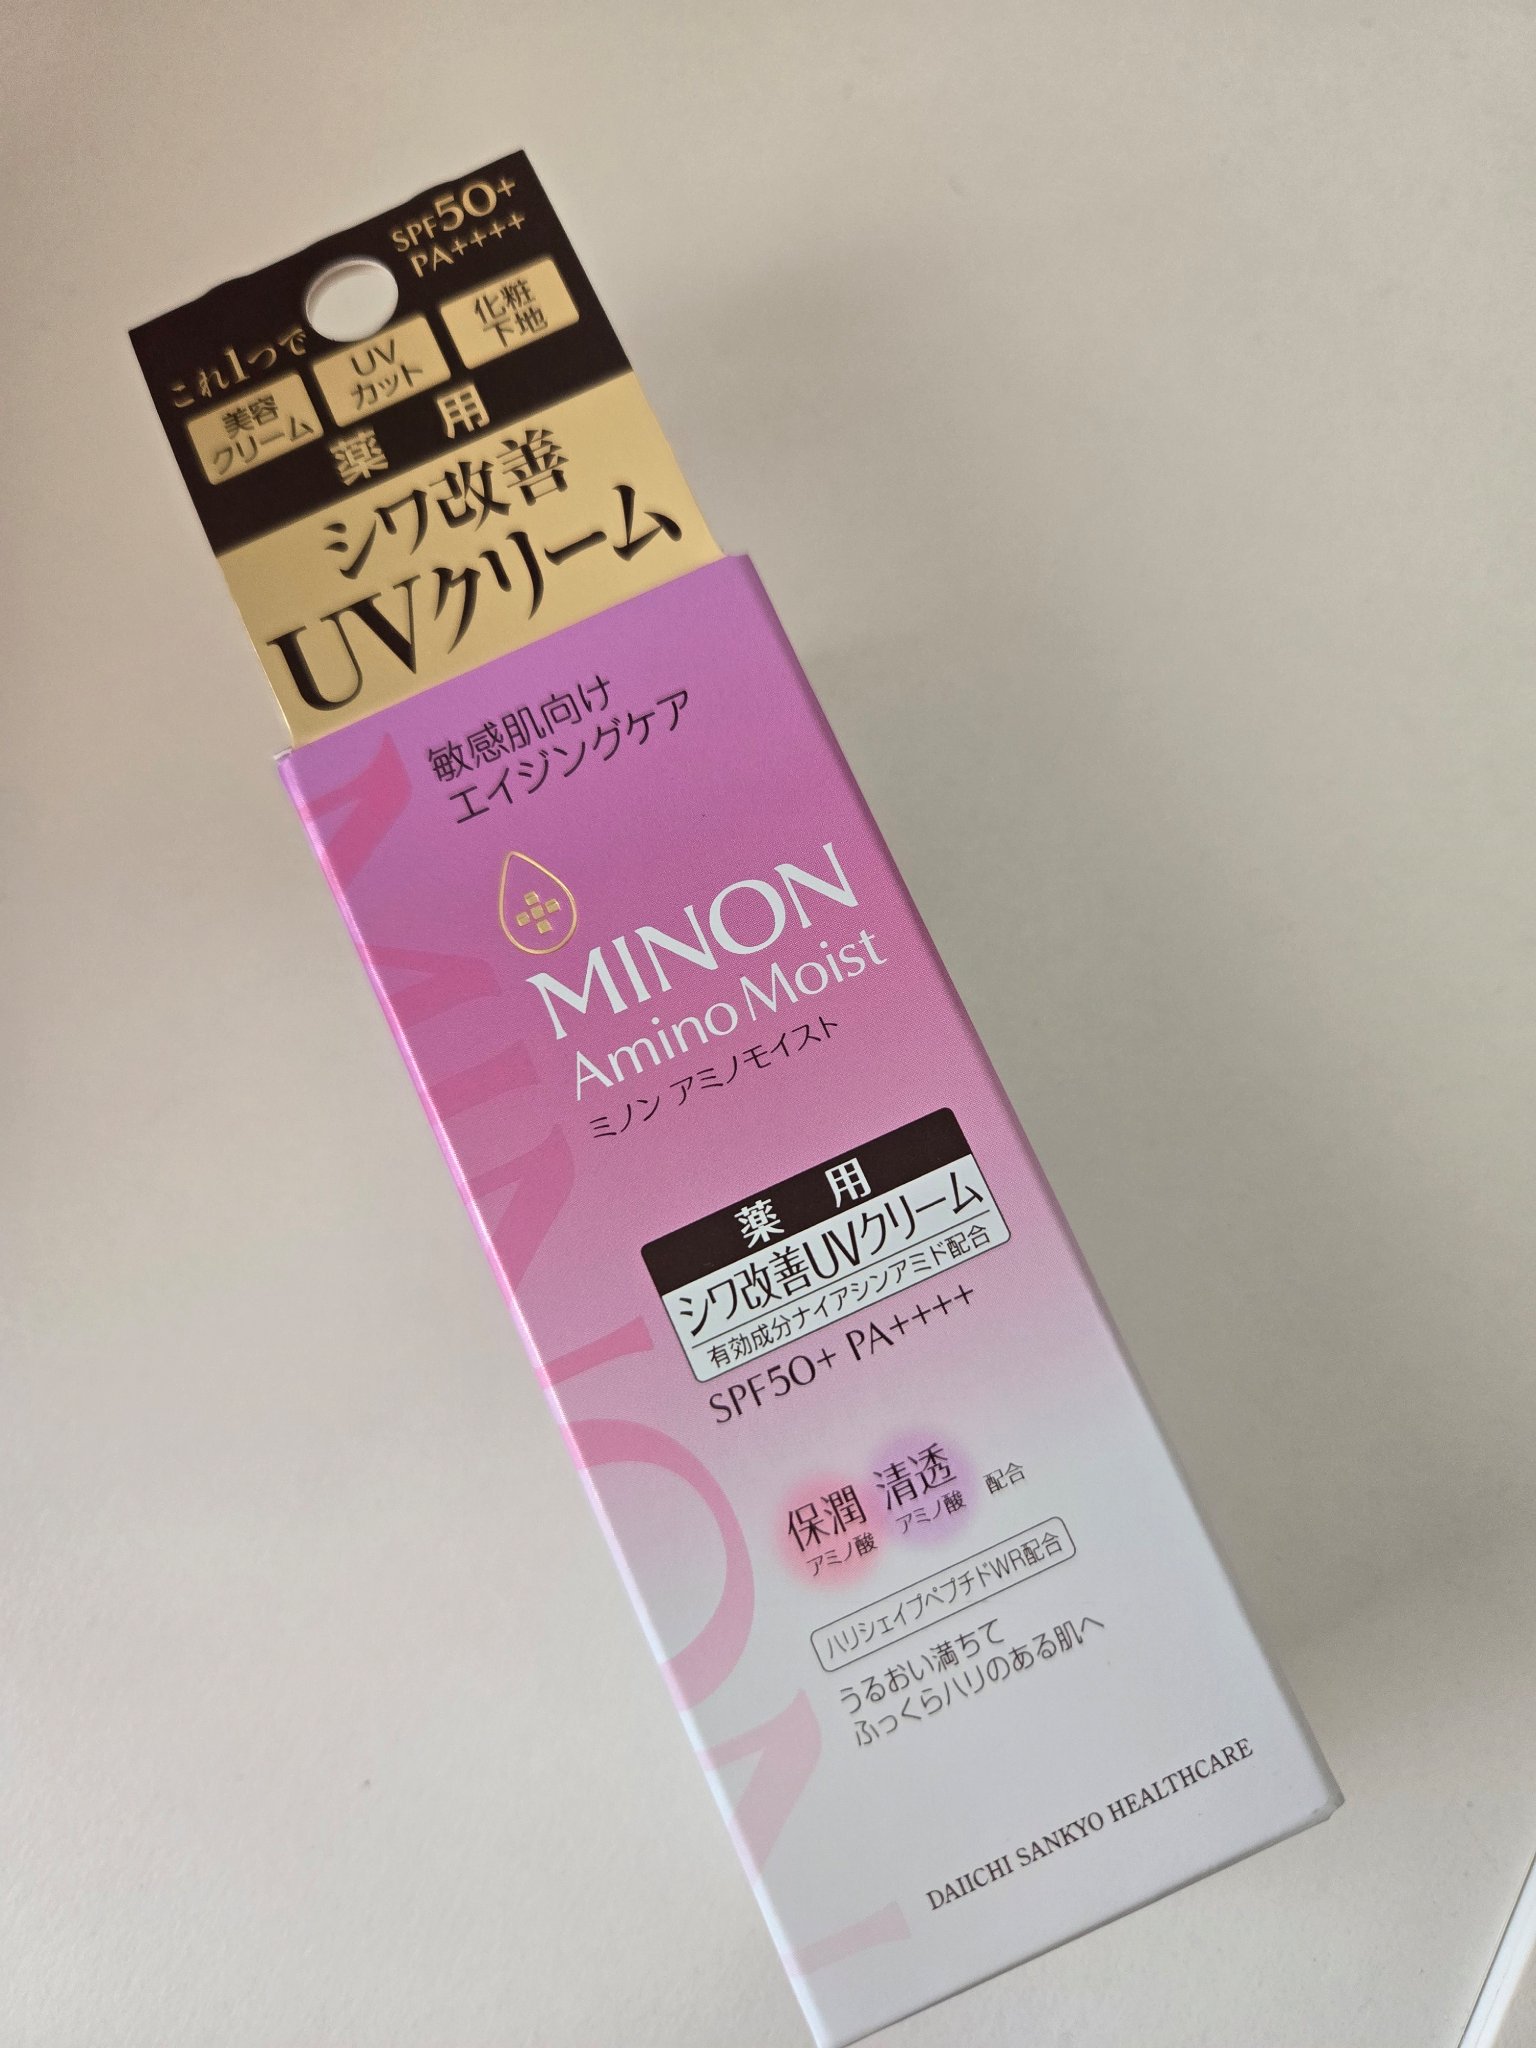 SPF50+
PA++++
これ1つで
美容
クリーム
UV
カット
化粧
下地
薬用
シワ改善
UVクリーム
敏感肌向け
エイジングケア
MINON
Amino Moist
ミノン アミノモイスト
薬用
シワ改善UVクリーム
有効成分ナイアシンアミド配合
SPF50+ PA++++
保潤 清透 配合
アミノ酸 アミノ酸
ハリシェイプペプチドWR配合
うるおい満ちて
ふっくらハリのある肌へ
DAIICHI SANKYO HEALTHCARE
MINON